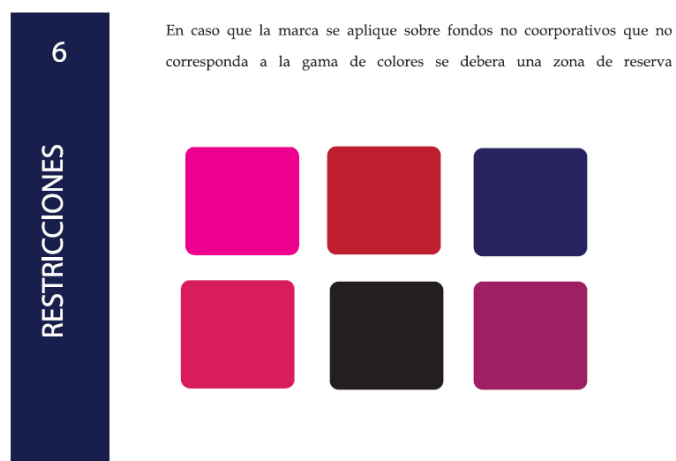 6
RESTRICCIONES
En caso que la marca se aplique sobre fondos no coorporativos que no
corresponda a la gama de colores se debera una zona de reserva